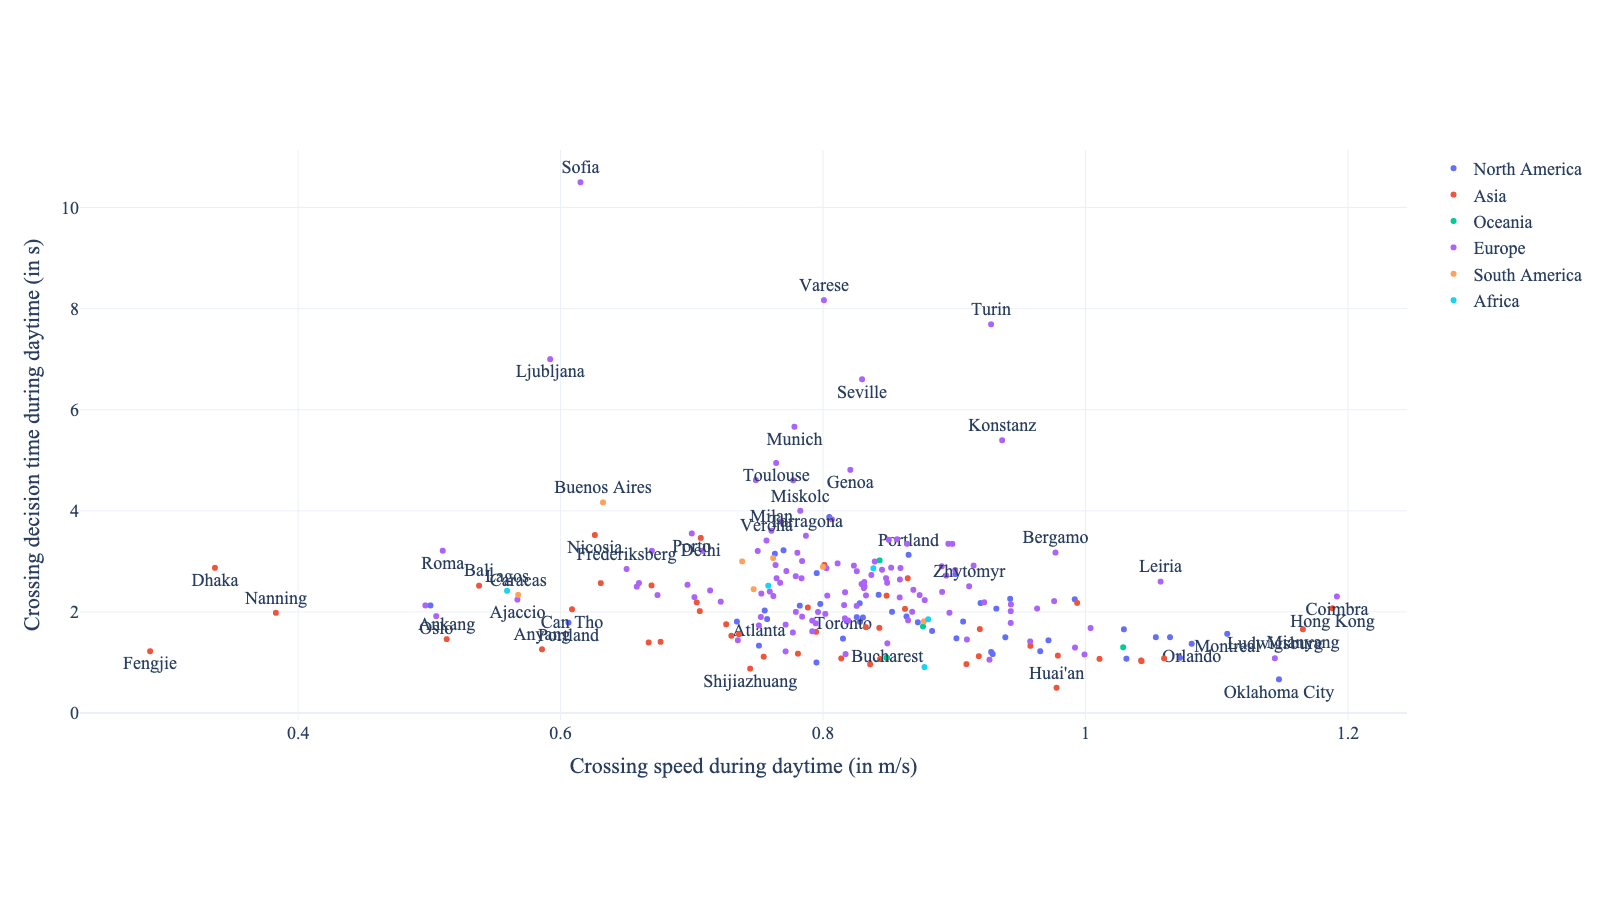 Sofia
North America
Asia
Oceania
Europe
South America
Africa
10
Varese
Turin
8
Ljubljana
Seville
6
Konstanz
Munich
Toulouse
Genoa
Buenos Aires
Miskolc
4
Milan
Tarragona
Verona
Bergamo
Portland
Nicosia
Porto
Delhi
Frederiksberg
Roma
Leiria
Bali
Zhytomyr
Lagos
Caracas
Dhaka
Nanning
2
Ajaccio
Coimbra
Hong Kong
Ankang
Oslo
Can Tho
Toronto
Atlanta
Anyang
Portland
Ludwigsburg
Mianyang
Montreal
Bucharest
Orlando
Fengjie
Huai'an
Shijiazhuang
Oklahoma City
0
0.4
0.6
0.8
1
1.2
Crossing speed during daytime (in m/s)
Crossing decision time during daytime (in s)